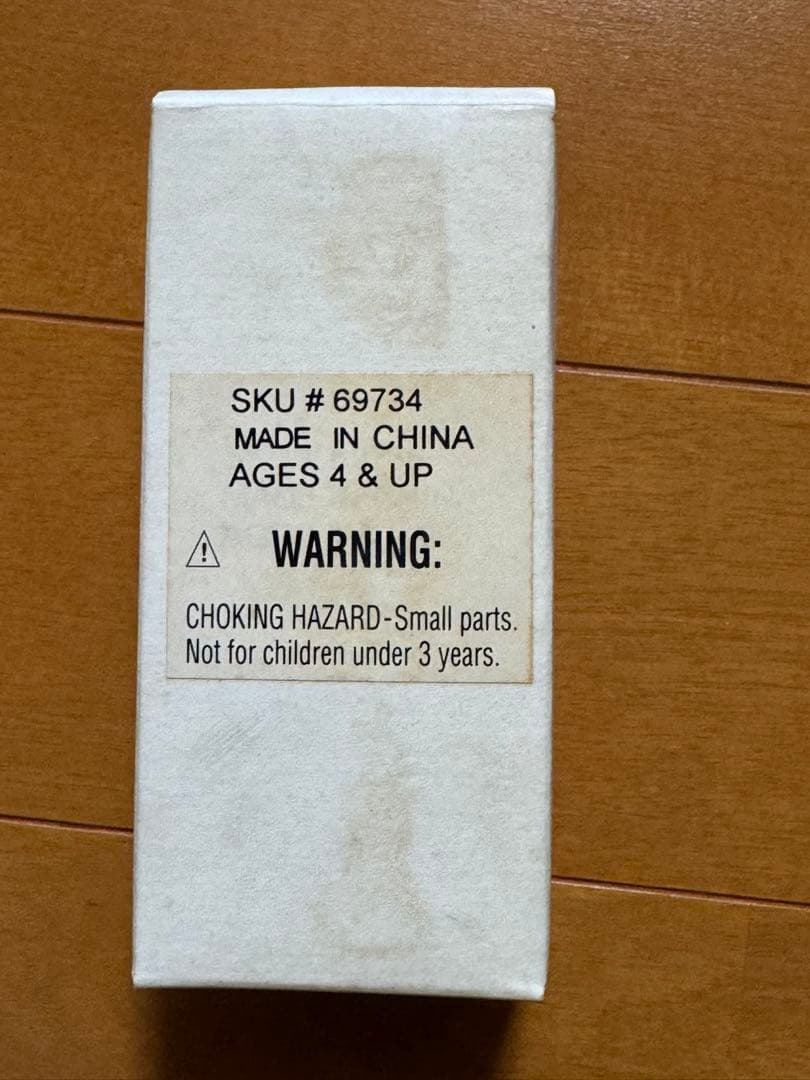 SKU # 69734
MADE IN CHINA
AGES 4 & UP
⚠ WARNING:
CHOKING HAZARD-Small parts.
Not for children under 3 years.